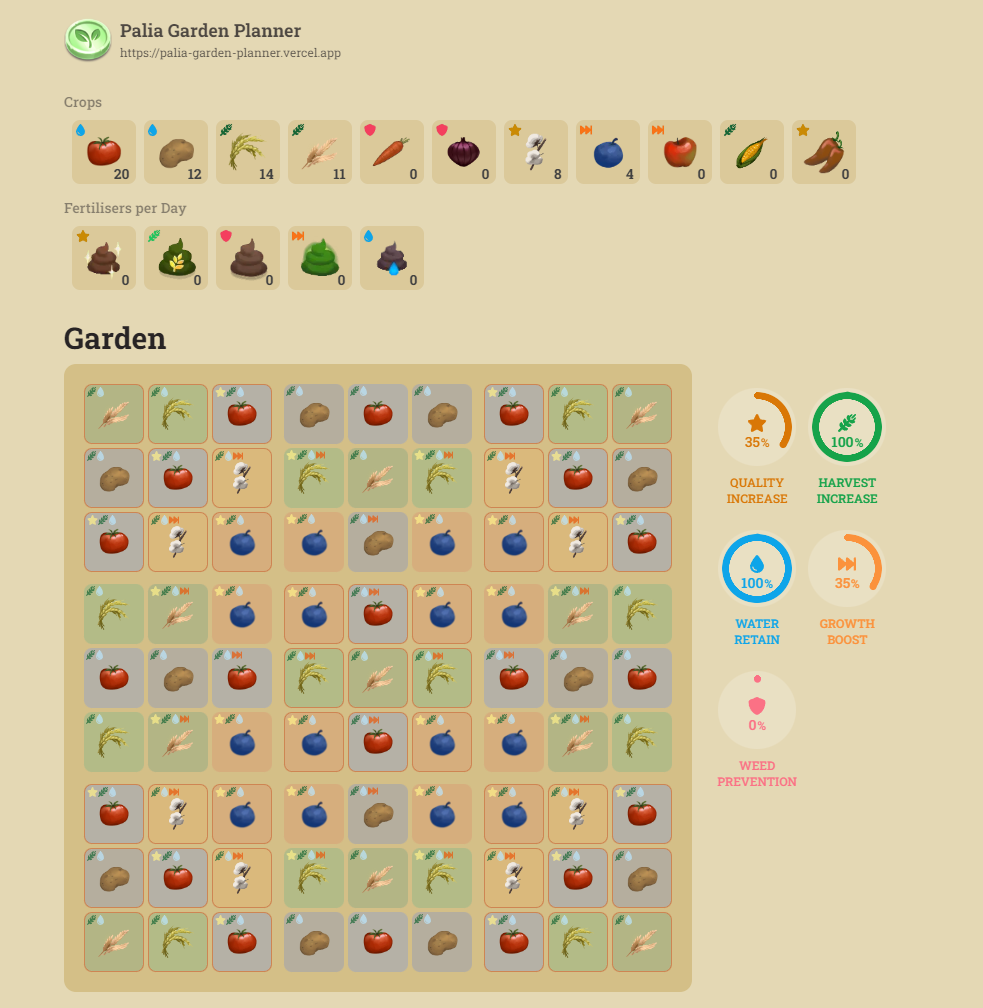 Palia Garden Planner
https://palia-garden-planner.vercel.app
Crops
20 12 14 11 0 0 8 4 0 0 0
Fertilisers per Day
0 0 0 0 0
Garden
35% 100%
QUALITY INCREASE HARVEST INCREASE
100% 35%
WATER RETAIN GROWTH BOOST
0%
WEED PREVENTION